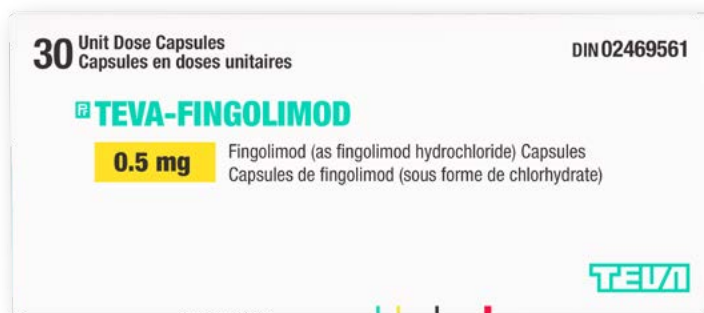 30 Unit Dose Capsules
Capsules en doses unitaires
DIN 02469561
Pr TEVA-FINGOLIMOD
0.5 mg
Fingolimod (as fingolimod hydrochloride) Capsules
Capsules de fingolimod (sous forme de chlorhydrate)
TEVA